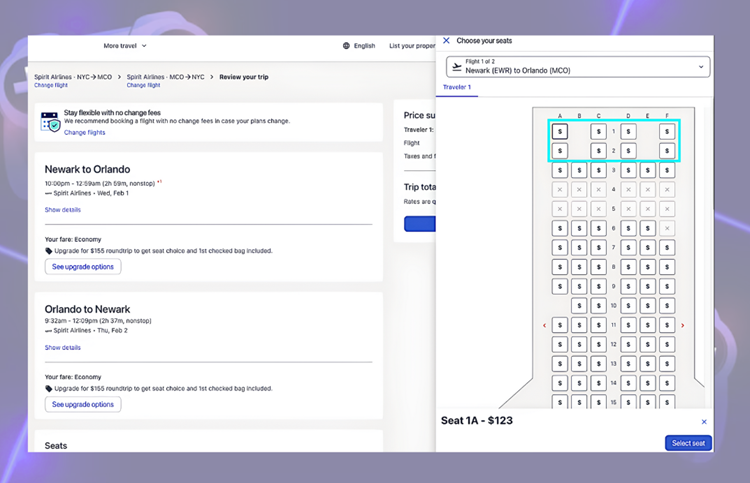 More travel
English
List your proper
Spirit Airlines - NYC → MCO
Change flight
Spirit Airlines - MCO → NYC
Change flight
Review your trip
Stay flexible with no change fees
We recommend booking a flight with no change fees in case your plans change.
Change flights
Newark to Orlando
10:00pm - 12:59am (2h 59m, nonstop) +1
Spirit Airlines • Wed, Feb 1
Show details
Your fare: Economy
Upgrade for $155 roundtrip to get seat choice and 1st checked bag included.
See upgrade options
Orlando to Newark
9:32am - 12:09pm (2h 37m, nonstop)
Spirit Airlines • Thu, Feb 2
Show details
Your fare: Economy
Upgrade for $155 roundtrip to get seat choice and 1st checked bag included.
See upgrade options
Seats
Price su
Traveler 1:
Flight
Taxes and f
Trip tota
Rates are q
Choose your seats
Flight 1 of 2
Newark (EWR) to Orlando (MCO)
Traveler 1
A B C D E F
$ $ 1 $ $
$ $ 2 $ $
$ $ $ 3 $ $ $
× × × 4 × × ×
× × × 5 × × ×
$ $ $ 6 $ $ ×
$ $ $ 7 $ $ $
$ $ $ 8 $ $ $
$ $ $ 9 $ $ $
$ $ 10 $ $ $
$ $ $ 11 $ $ $
$ $ $ 12 $ $ $
$ $ $ 13 $ $ $
$ $ $ 14 $ $ $
$ $ $ 15 $ $ $
Seat 1A - $123
Select seat